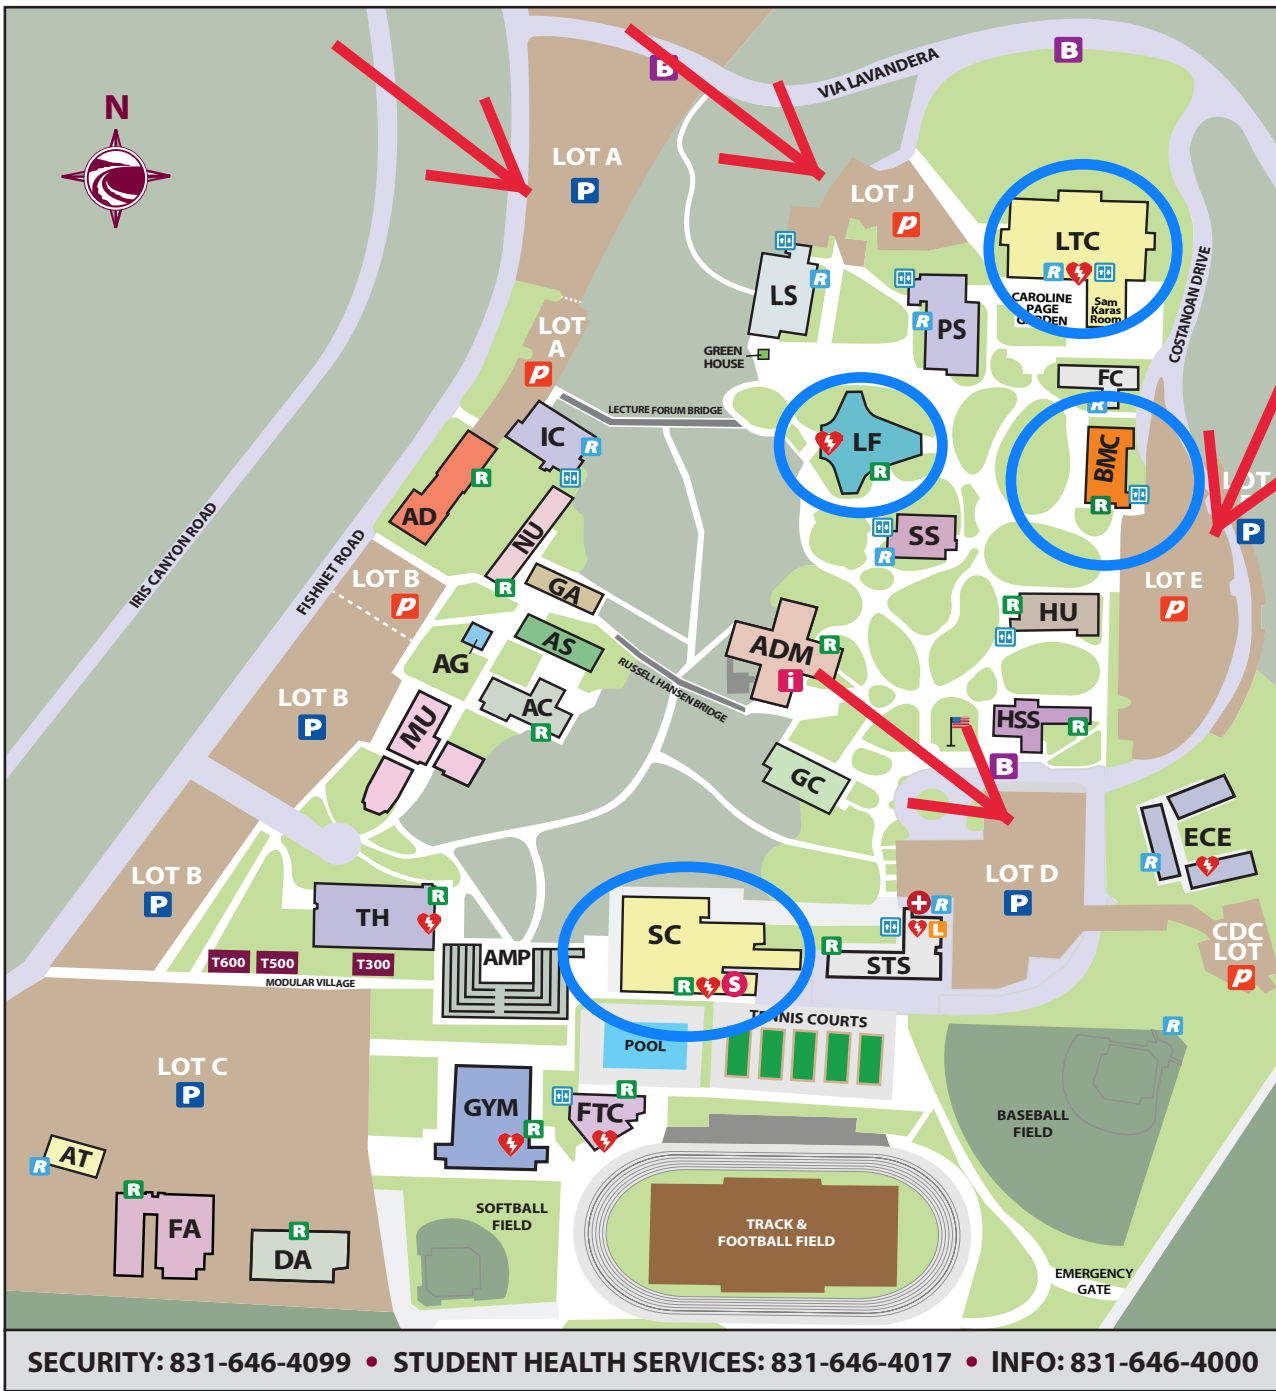 B
VIA LAVANDERA
B
N
LOT A
P
LOT J
P
LTC
R
CAROLINE
PAGE
GARDEN
Sam
Karas
Room
COSTANOAN DRIVE
LS
R
PS
R
LOT
A
P
GREEN
HOUSE
FC
R
LECTURE FORUM BRIDGE
IC
R
LF
R
BMC
R
LOT
P
AD
R
NU
R
SS
R
IRIS CANYON ROAD
FISHNET ROAD
LOT B
P
GA
LOT E
P
HU
R
AS
AG
ADM
R
i
RUSSELL HANSEN BRIDGE
LOT B
P
MU
AC
R
HSS
R
B
GC
ECE
R
LOT B
P
LOT D
P
TH
R
SC
R
S
R
L
STS
R
CDC
LOT
P
T600
T500
T300
MODULAR VILLAGE
AMP
TENNIS COURTS
POOL
R
LOT C
P
GYM
R
FTC
R
BASEBALL
FIELD
AT
R
FA
R
DA
R
SOFTBALL
FIELD
TRACK &
FOOTBALL FIELD
EMERGENCY
GATE
SECURITY: 831-646-4099 • STUDENT HEALTH SERVICES: 831-646-4017 • INFO: 831-646-4000